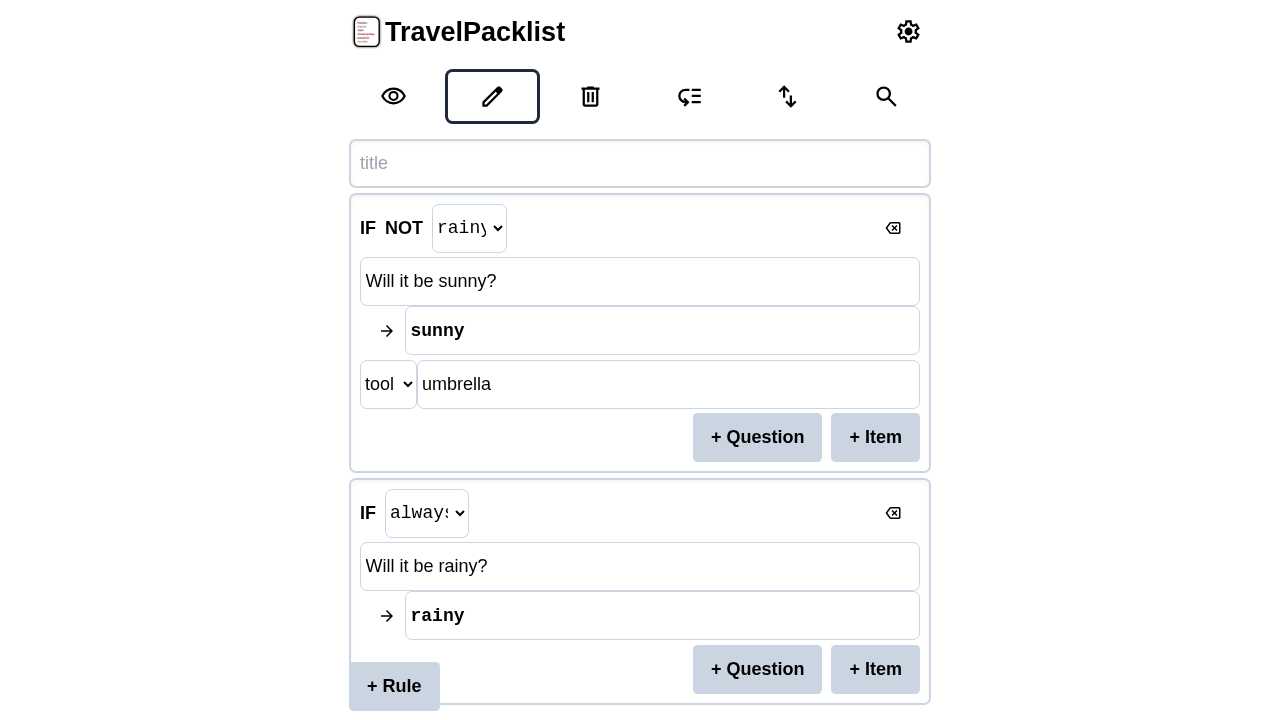 TravelPacklist
title
IF NOT rainy
Will it be sunny?
→ sunny
tool umbrella
+ Question + Item
IF always
Will it be rainy?
→ rainy
+ Question + Item
+ Rule